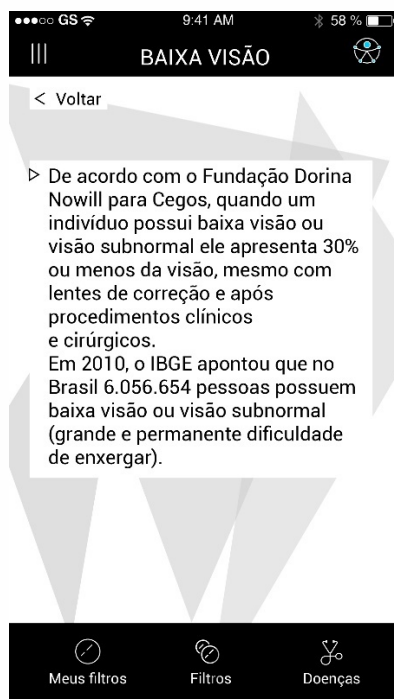 GS 9:41 AM 58 %
BAIXA VISÃO
< Voltar
De acordo com o Fundação Dorina
Nowill para Cegos, quando um
indivíduo possui baixa visão ou
visão subnormal ele apresenta 30%
ou menos da visão, mesmo com
lentes de correção e após
procedimentos clínicos
e cirúrgicos.
Em 2010, o IBGE apontou que no
Brasil 6.056.654 pessoas possuem
baixa visão ou visão subnormal
(grande e permanente dificuldade
de enxergar).
Meus filtros Filtros Doenças